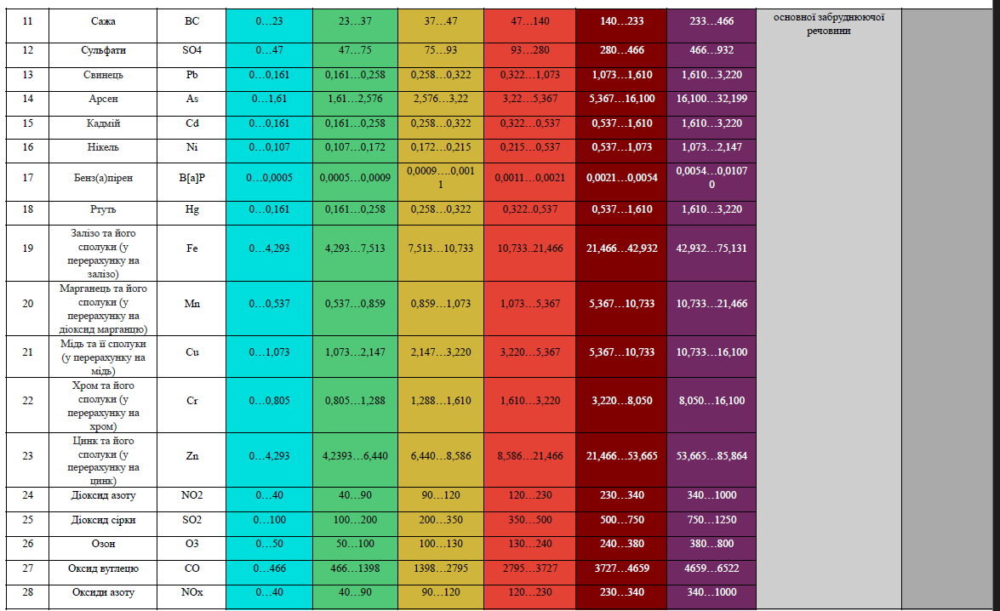 11 Сажа BC 0…23 23…37 37…47 47…140 140…233 233…466 основної забруднюючої
речовини
12 Сульфати SO4 0…47 47…75 75…93 93…280 280…466 466…932
13 Свинець Pb 0…0,161 0,161…0,258 0,258…0,322 0,322…1,073 1,073…1,610 1,610…3,220
14 Арсен As 0…1,61 1,61…2,576 2,576…3,22 3,22…5,367 5,367…16,100 16,100…32,199
15 Кадмій Cd 0…0,161 0,161…0,258 0,258…0,322 0,322…0,537 0,537…1,610 1,610…3,220
16 Нікель Ni 0…0,107 0,107…0,172 0,172…0,215 0,215…0,537 0,537…1,073 1,073…2,147
17 Бенз(а)пірен B[a]P 0…0,0005 0,0005…0,0009 0,0009….0,001
1 0,0011…0,0021 0,0021…0,0054 0,0054…0,0107
0
18 Ртуть Hg 0…0,161 0,161…0,258 0,258…0,322 0,322..0,537 0,537…1,610 1,610…3,220
19 Залізо та його
сполуки (у
перерахунку на
залізо) Fe 0…4,293 4,293…7,513 7,513…10,733 10,733..21,466 21,466…42,932 42,932…75,131
20 Марганець та його
сполуки (у
перерахунку на
діоксид марганцю) Mn 0…0,537 0,537…0,859 0,859…1,073 1,073…5,367 5,367…10,733 10,733…21,466
21 Мідь та її сполуки
(у перерахунку на
мідь) Cu 0…1,073 1,073…2,147 2,147…3,220 3,220…5,367 5,367…10,733 10,733…16,100
22 Хром та його
сполуки (у
перерахунку на
хром) Cr 0…0,805 0,805…1,288 1,288…1,610 1,610…3,220 3,220…8,050 8,050…16,100
23 Цинк та його
сполуки (у
перерахунку на
цинк) Zn 0…4,293 4,2393…6,440 6,440…8,586 8,586…21,466 21,466…53,665 53,665…85,864
24 Діоксид азоту NO2 0…40 40…90 90…120 120…230 230…340 340…1000
25 Діоксид сірки SO2 0…100 100…200 200…350 350…500 500…750 750…1250
26 Озон O3 0…50 50…100 100…130 130…240 240…380 380…800
27 Оксид вуглецю CO 0…466 466…1398 1398…2795 2795…3727 3727…4659 4659…6522
28 Оксиди азоту NOx 0…40 40…90 90…120 120…230 230…340 340…1000